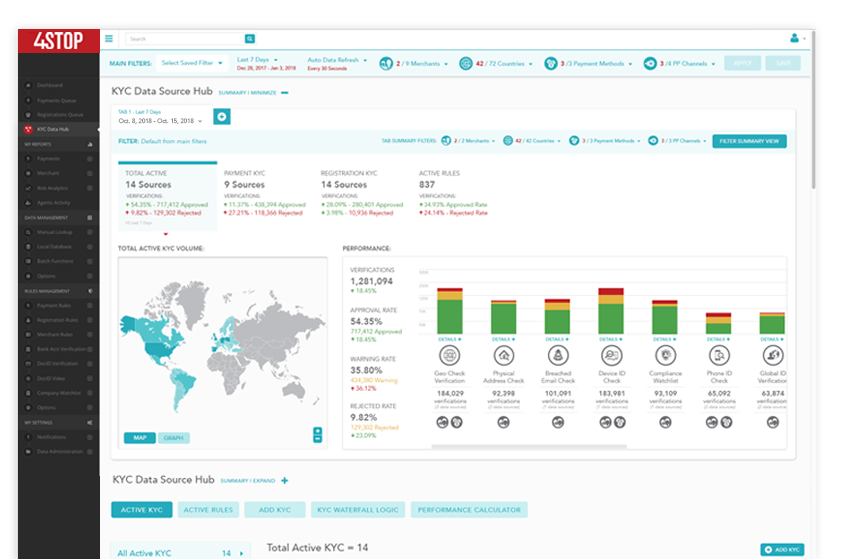 4STOP
Search
MAIN FILTERS:
Select Saved Filter
Last 7 Days
Dec 28, 2017 - Jan 3, 2018
Auto Data Refresh
Every 30 Seconds
2 / 9 Merchants
42 / 72 Countries
3 /3 Payment Methods
3 /4 PP Channels
APPLY
SAVE
Dashboard
Payments Queue
Registrations Queue
KYC Data Hub
MY REPORTS
Payments
Merchant
Risk Analytics
Agents Activity
DATA MANAGEMENT
Manual Lookup
Local Database
Batch Functions
Options
RULES MANAGEMENT
Payment Rules
Registration Rules
Merchant Rules
Bank Acct Verification
DocID Verification
DocID Video
Company Watchlist
Options
MY SETTINGS
Notifications
Data Administration
KYC Data Source Hub
SUMMARY / MINIMIZE
TAB 1 - Last 7 Days
Oct. 8, 2018 - Oct. 15, 2018
FILTER: Default from main filters
TAB SUMMARY FILTERS:
2 / 2 Merchants
42 / 42 Countries
3 / 3 Payment Methods
3 / 3 PP Channels
FILTER SUMMARY VIEW
TOTAL ACTIVE
14 Sources
VERIFICATIONS:
54.35% - 717,412 Approved
9.82% - 129,302 Rejected
PAYMENT KYC
9 Sources
VERIFICATIONS:
11.37% - 438,394 Approved
27.21% - 118,366 Rejected
REGISTRATION KYC
14 Sources
VERIFICATIONS:
28.09% - 280,401 Approved
3.98% - 10,936 Rejected
ACTIVE RULES
837
VERIFICATIONS:
34.93% Approved Rate
24.14% - Rejected Rate
TOTAL ACTIVE KYC VOLUME:
MAP
GRAPH
PERFORMANCE:
VERIFICATIONS
1,281,094
18.45%
APPROVAL RATE
54.35%
717,412 Approved
18.45%
WARNING RATE
35.80%
434,380 Warning
36.12%
REJECTED RATE
9.82%
129,302 Rejected
23.09%
DETAILS
DETAILS
DETAILS
DETAILS
DETAILS
DETAILS
DETAILS
Geo Check
Verification
184,029
verifications
(2 data sources)
Physical
Address Check
92,398
verifications
Breached
Email Check
101,091
verifications
Device ID
Check
183,981
verifications
Compliance
Watchlist
93,109
verifications
Phone ID
Check
65,092
verifications
Global ID
Verification
63,874
verifications
KYC Data Source Hub
SUMMARY / EXPAND
ACTIVE KYC
ACTIVE RULES
ADD KYC
KYC WATERFALL LOGIC
PERFORMANCE CALCULATOR
All Active KYC
14
Total Active KYC = 14
ADD KYC